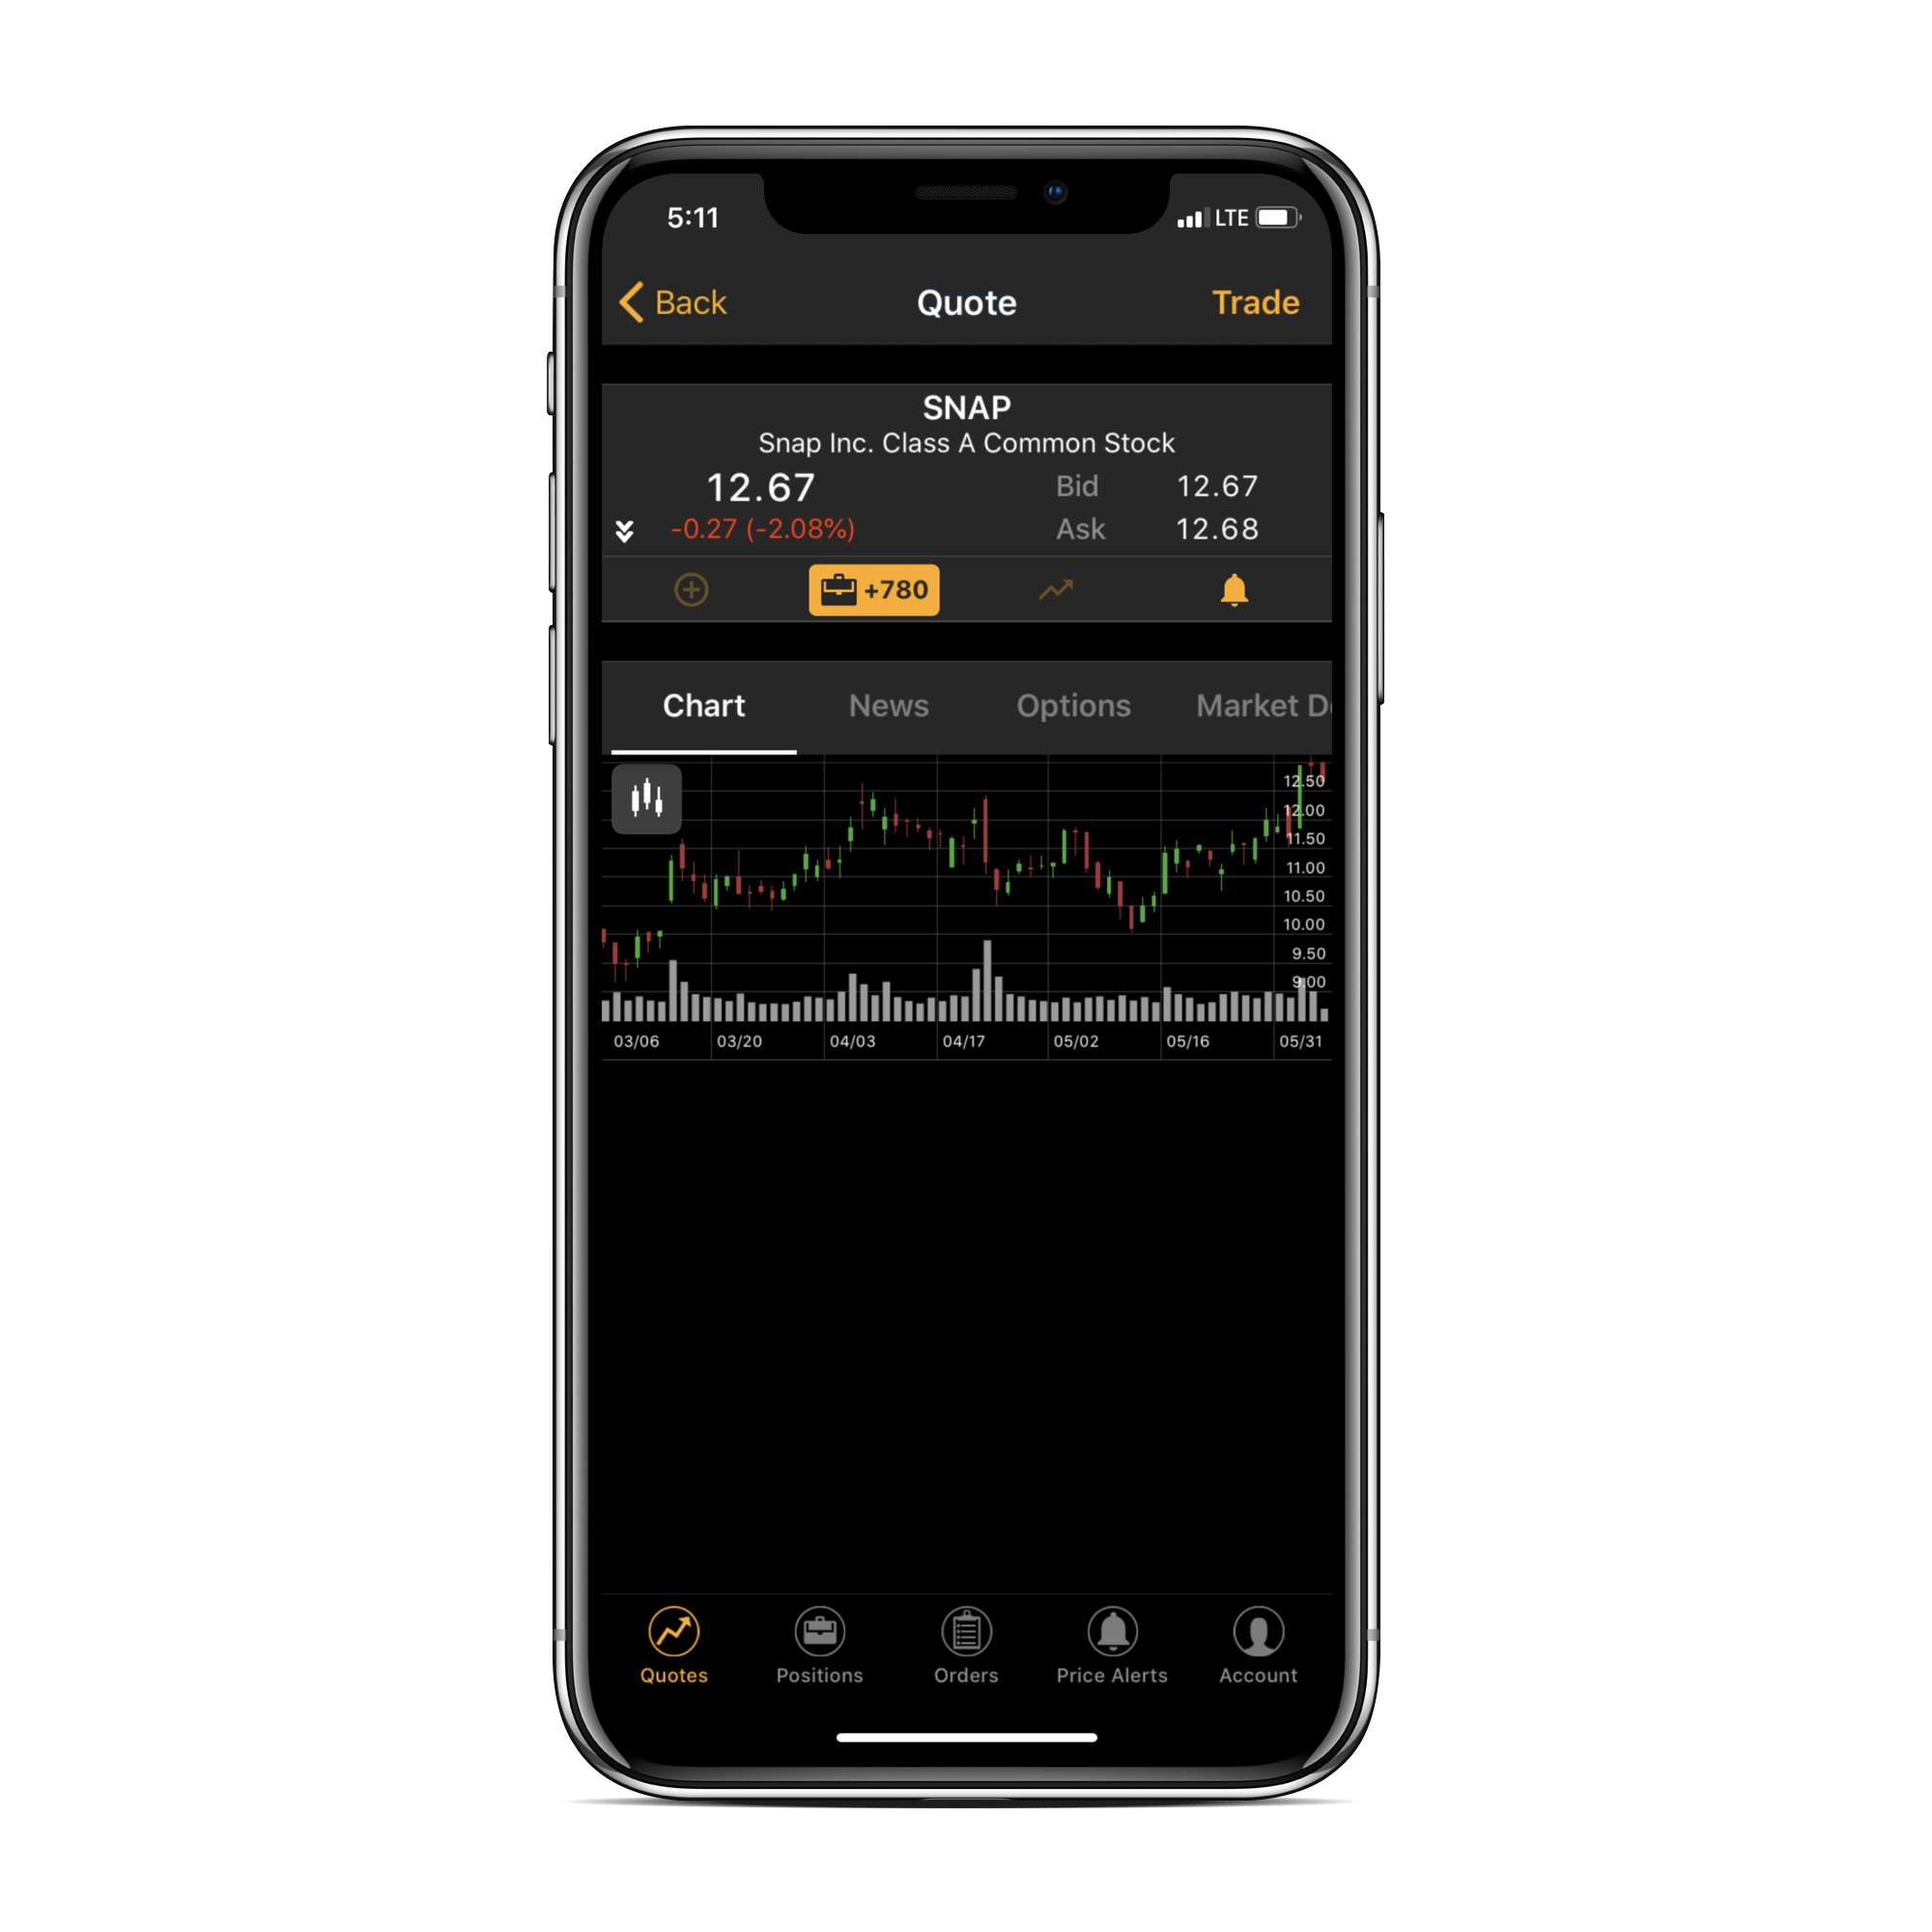 5:11 LTE
Back Quote Trade
SNAP
Snap Inc. Class A Common Stock
12.67 Bid 12.67
-0.27 (-2.08%) Ask 12.68
+780
Chart News Options Market
12.50
12.00
11.50
11.00
10.50
10.00
9.50
9.00
03/06 03/20 04/03 04/17 05/02 05/16 05/31
Quotes Positions Orders Price Alerts Account